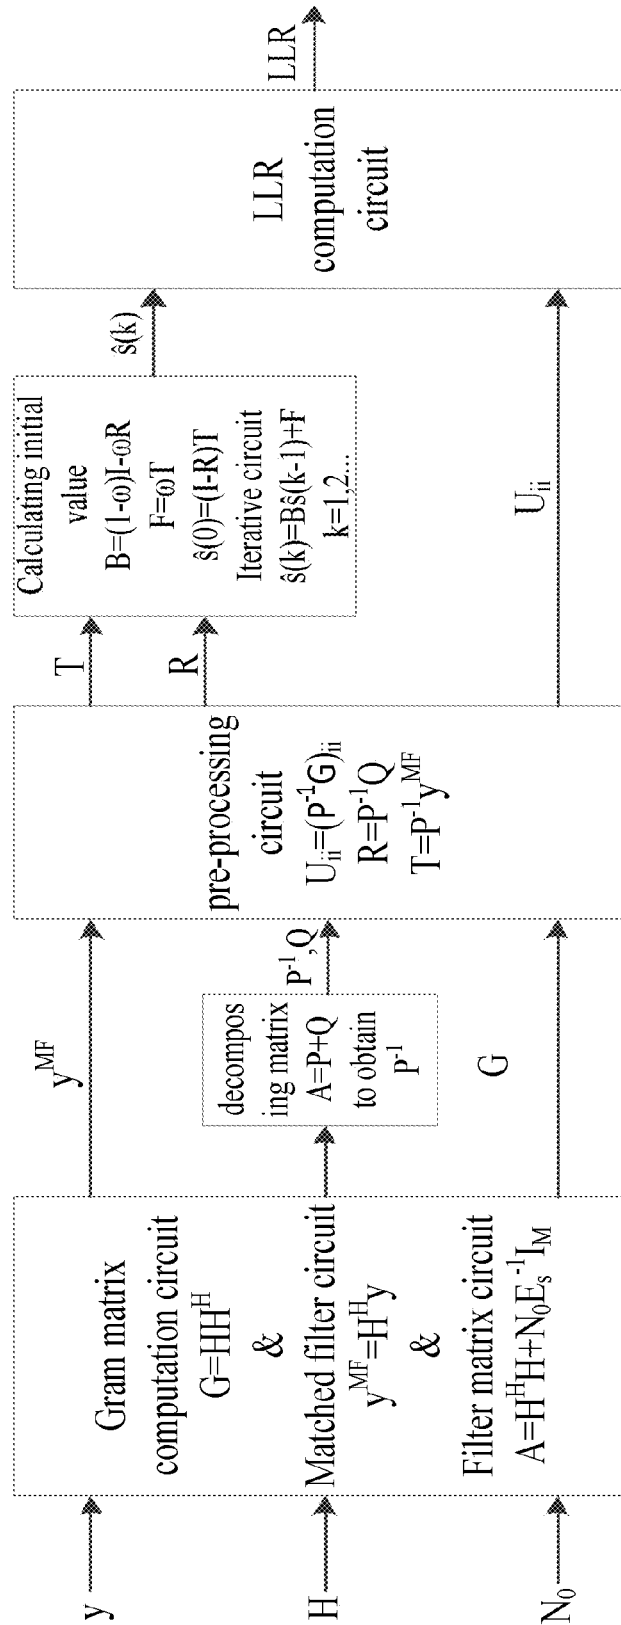 y
H
N₀
Gram matrix
computation circuit
G=HHᴴ
&
Matched filter circuit
yᴹᶠ=Hᴴy
&
Filter matrix circuit
A=HᴴH+N₀Eₛ⁻¹I_M
yᴹᶠ
decompos
ing matrix
A=P+Q
to obtain
P⁻¹
P⁻¹,Q
G
pre-processing
circuit
Uᵢᵢ=(P⁻¹G)ᵢᵢ
R=P⁻¹Q
T=P⁻¹yᴹᶠ
T
R
Calculating initial
value
B=(1-ω)I-ωR
F=ωT
ŝ(0)=(I-R)T
Iterative circuit
ŝ(k)=Bŝ(k-1)+F
k=1,2...
ŝ(k)
Uᵢᵢ
LLR
computation
circuit
LLR